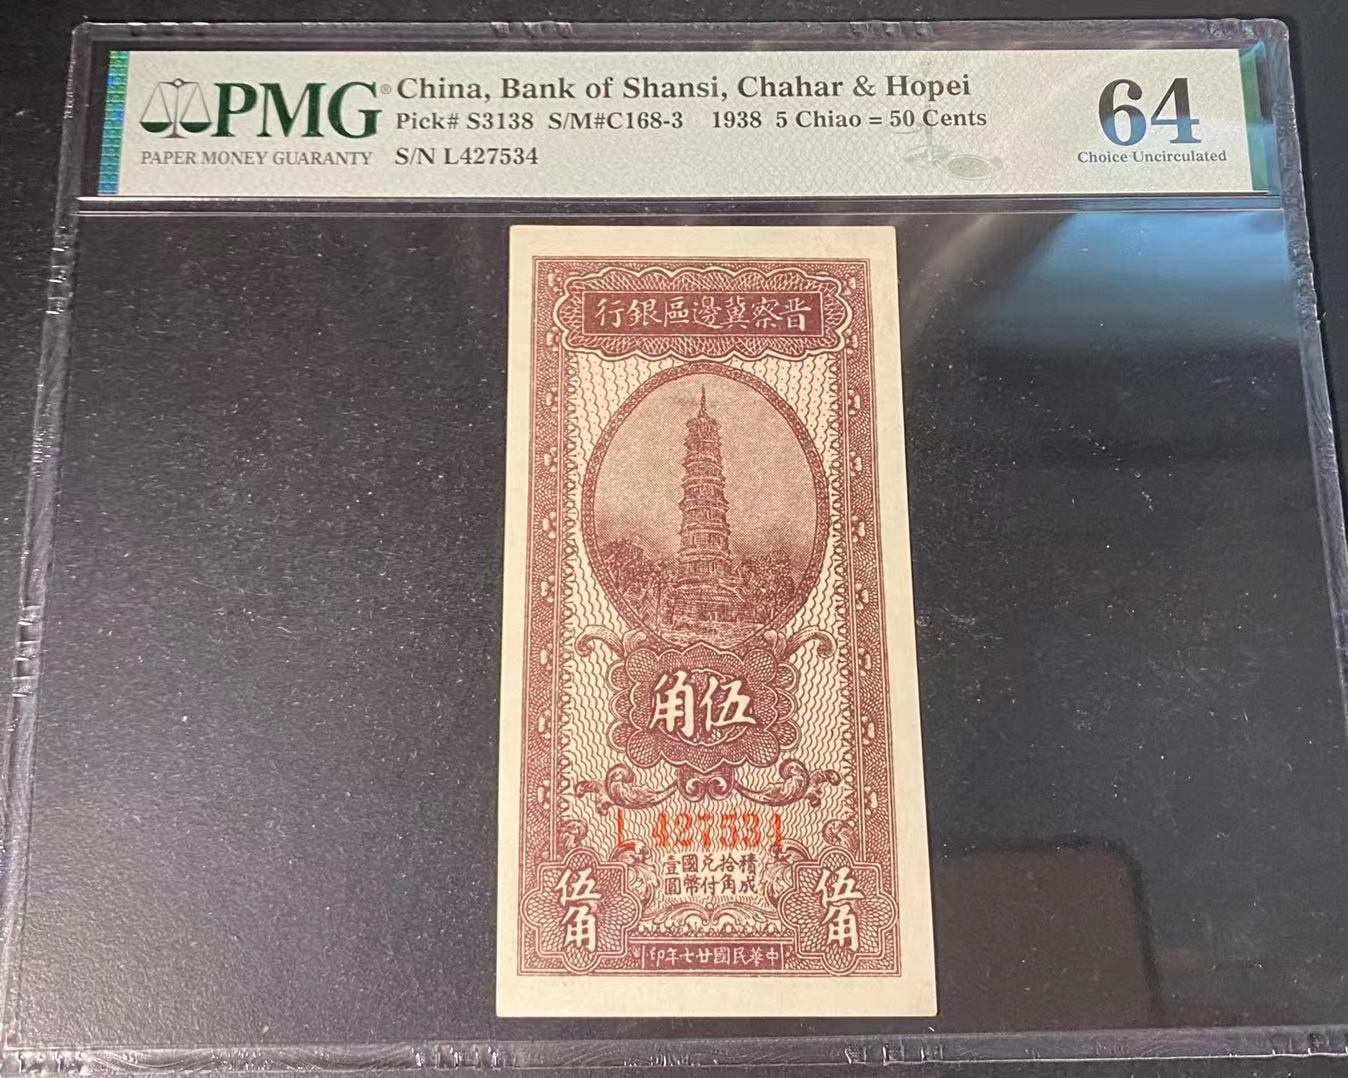 PMG® China, Bank of Shansi, Chahar & Hopei
Pick# S3138 S/M#C168-3 1938 5 Chiao = 50 Cents
PAPER MONEY GUARANTY S/N L427534
64
Choice Uncirculated
晋察冀邊區銀行
伍角
L 427534
積拾兌國壹
成角付幣圓
伍角
伍角
中華民國廿七年印